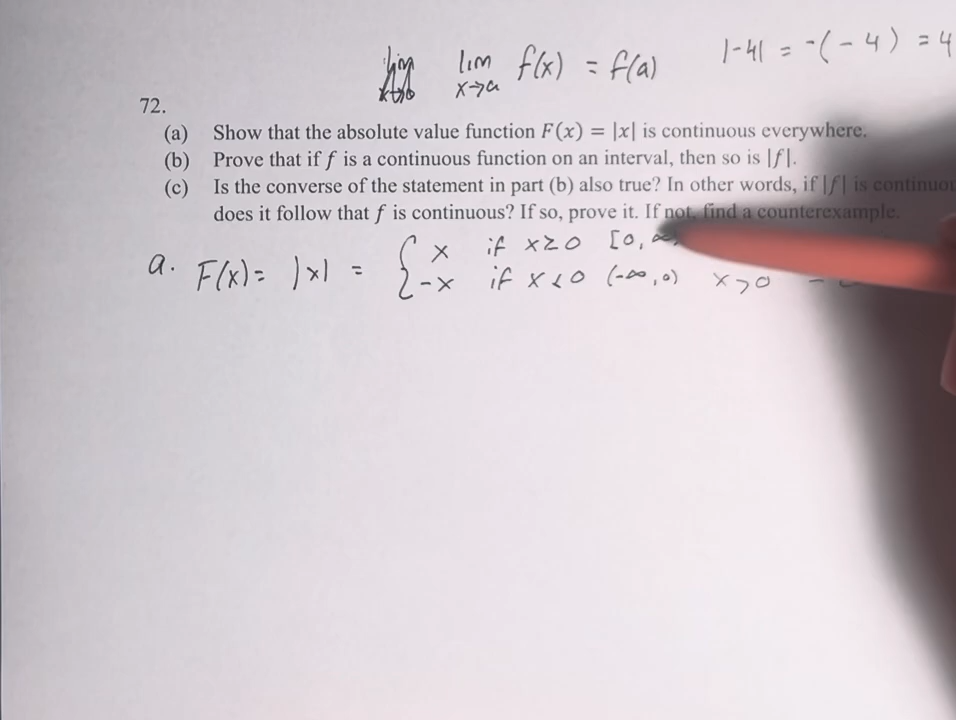 lim x→a f(x) = f(a) |-4| = -(-4) = 4
72.
(a) Show that the absolute value function F(x) = |x| is continuous everywhere.
(b) Prove that if f is a continuous function on an interval, then so is |f|.
(c) Is the converse of the statement in part (b) also true? In other words, if |f| is
does it follow that f is continuous? If so, prove it. If not, find a counterexample.
a. F(x) = |x| = { x if x ≥ 0 [0, ∞
-x if x < 0 (-∞, 0) x > 0